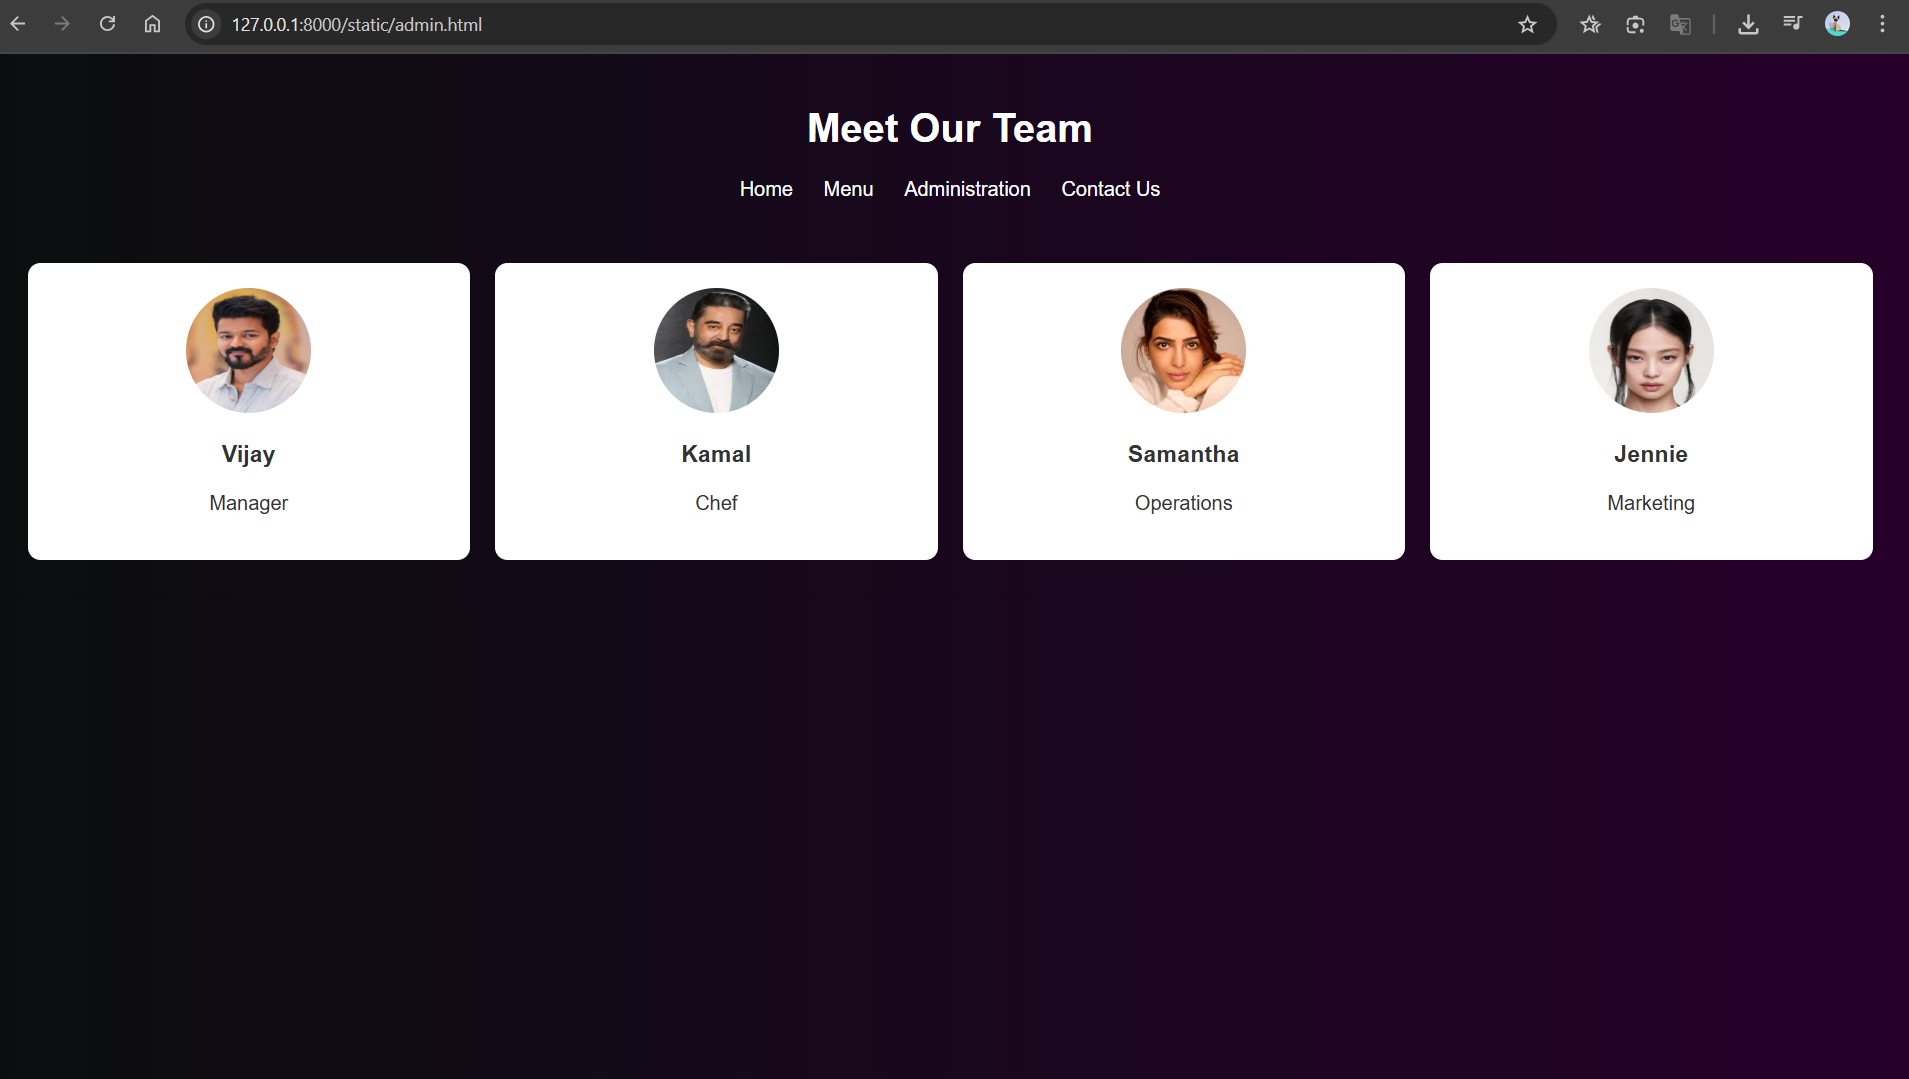 127.0.0.1:8000/static/admin.html
Meet Our Team
Home Menu Administration Contact Us
Vijay
Manager
Kamal
Chef
Samantha
Operations
Jennie
Marketing